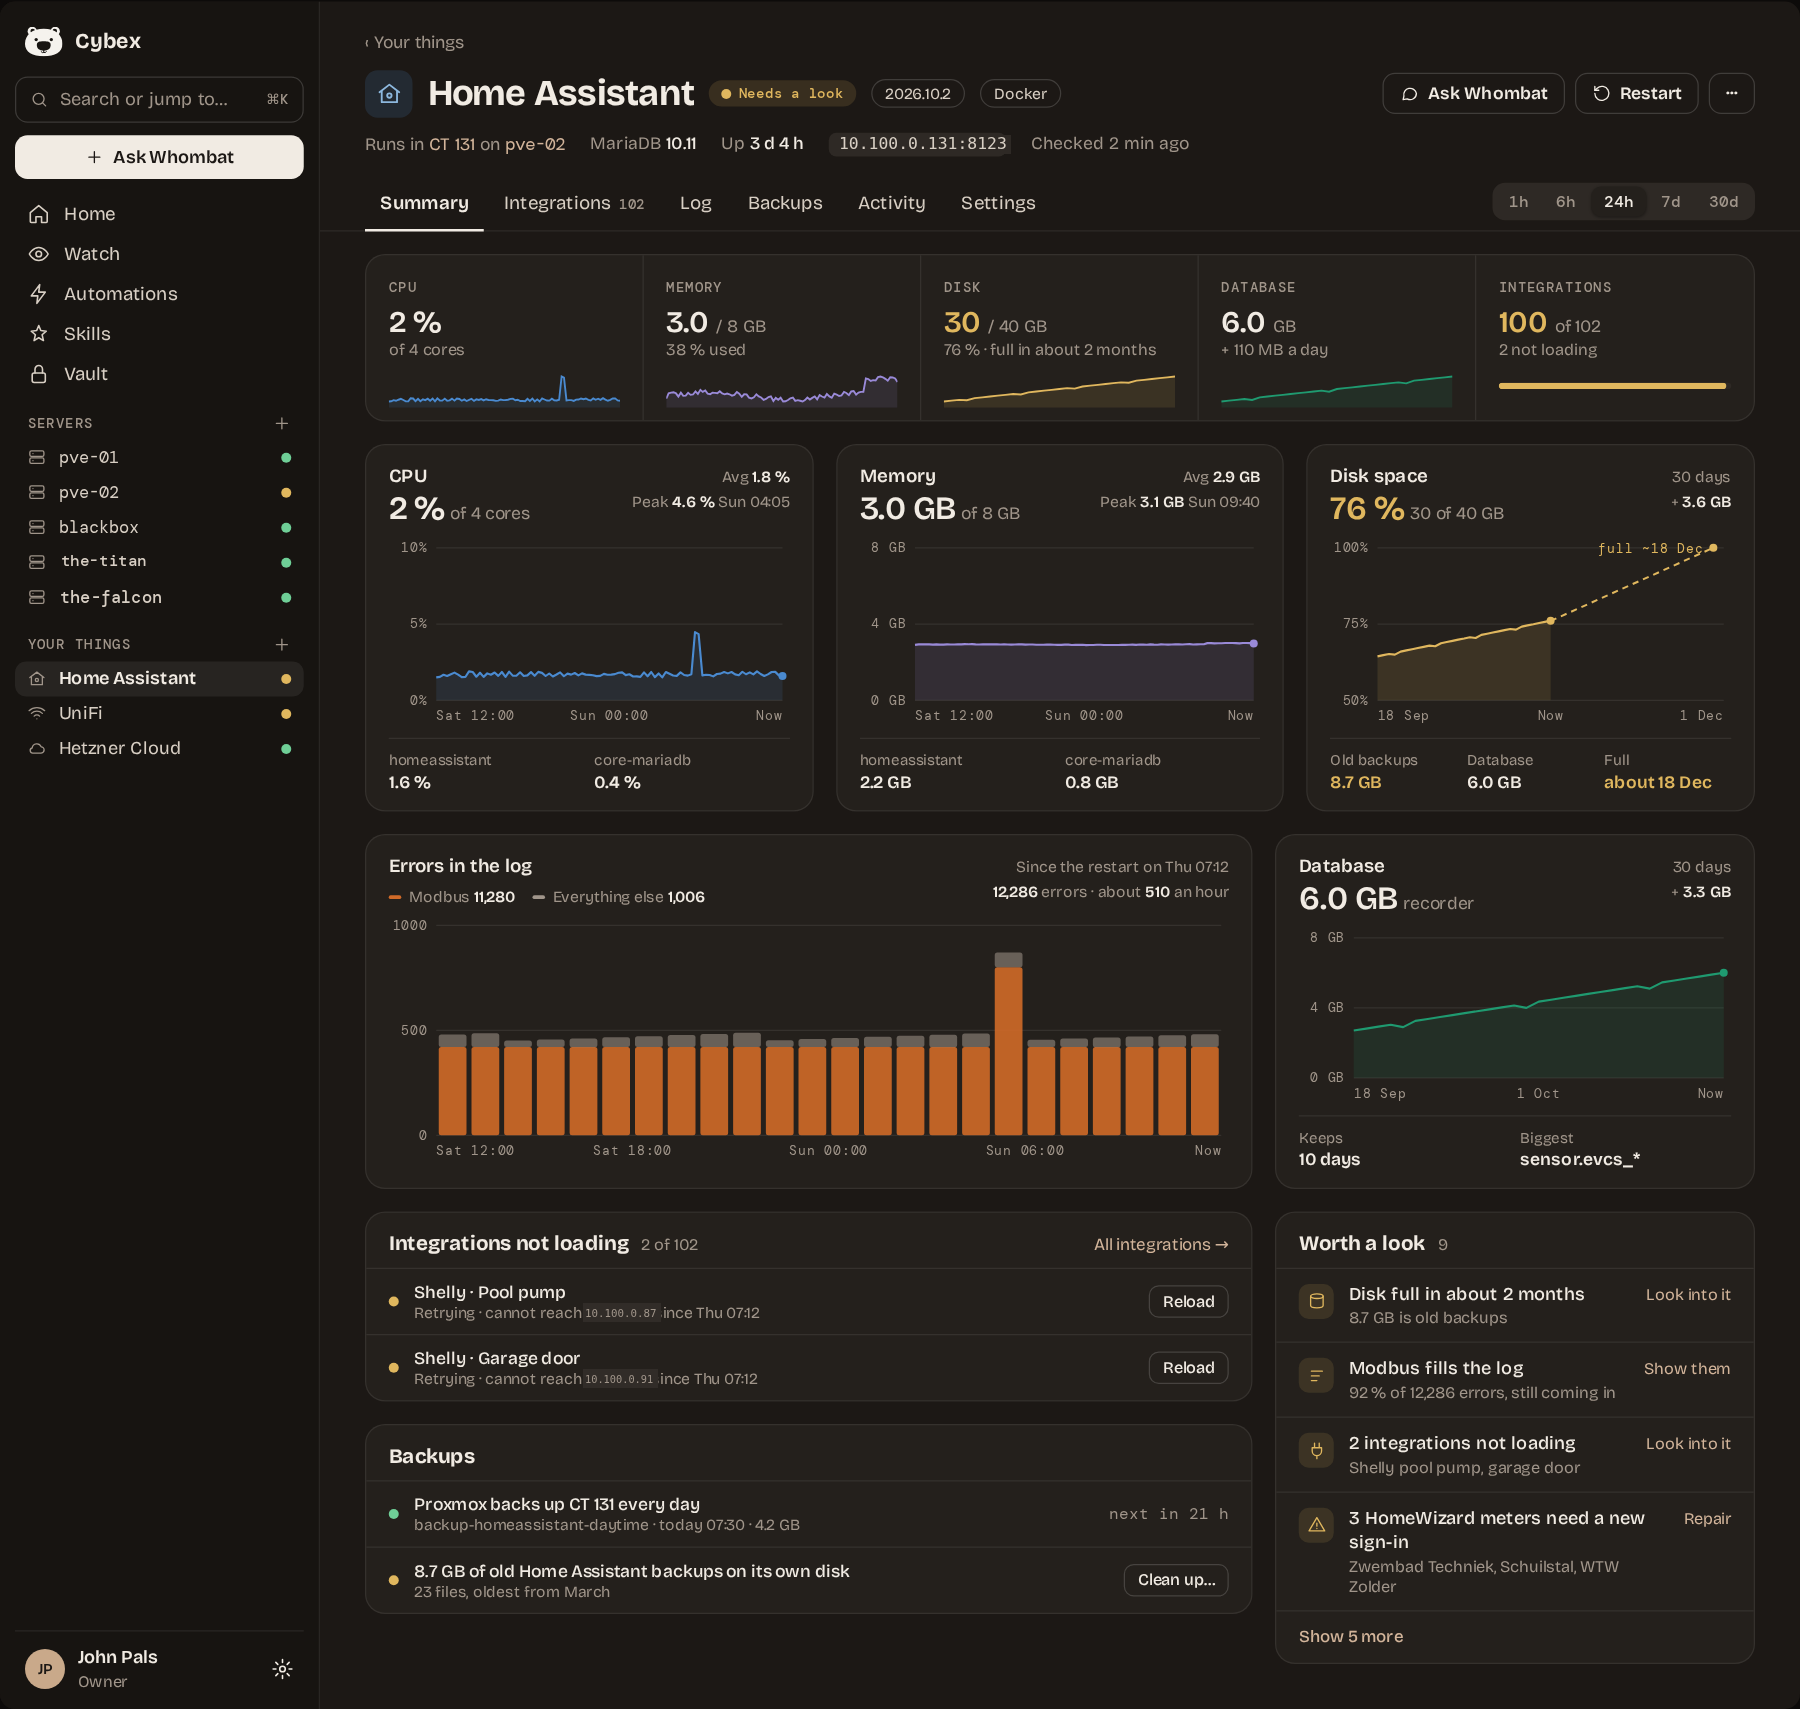 Cybex
Search or jump to... ⌘K
+ Ask Whombat
Home
Watch
Automations
Skills
Vault
SERVERS +
pve-01
pve-02
blackbox
the-titan
the-falcon
YOUR THINGS +
Home Assistant
UniFi
Hetzner Cloud
JP
John Pals
Owner
‹ Your things
Home Assistant
Needs a look
2026.10.2
Docker
Ask Whombat
Restart
···
Runs in CT 131 on pve-02 MariaDB 10.11 Up 3 d 4 h 10.100.0.131:8123 Checked 2 min ago
Summary Integrations 102 Log Backups Activity Settings
1h 6h 24h 7d 30d
CPU
2 %
of 4 cores
MEMORY
3.0 / 8 GB
38 % used
DISK
30 / 40 GB
76 % · full in about 2 months
DATABASE
6.0 GB
+ 110 MB a day
INTEGRATIONS
100 of 102
2 not loading
CPU
2 % of 4 cores
Avg 1.8 %
Peak 4.6 % Sun 04:05
10%
5%
0%
Sat 12:00 Sun 00:00 Now
homeassistant
1.6 %
core-mariadb
0.4 %
Memory
3.0 GB of 8 GB
Avg 2.9 GB
Peak 3.1 GB Sun 09:40
8 GB
4 GB
0 GB
Sat 12:00 Sun 00:00 Now
homeassistant
2.2 GB
core-mariadb
0.8 GB
Disk space
76 % 30 of 40 GB
30 days
+ 3.6 GB
100%
full ~18 Dec
75%
50%
18 Sep Now 1 Dec
Old backups
8.7 GB
Database
6.0 GB
Full
about 18 Dec
Errors in the log
Modbus 11,280 Everything else 1,006
Since the restart on Thu 07:12
12,286 errors · about 510 an hour
1000
500
0
Sat 12:00 Sat 18:00 Sun 00:00 Sun 06:00 Now
Database
6.0 GB recorder
30 days
+ 3.3 GB
8 GB
4 GB
0 GB
18 Sep 1 Oct Now
Keeps
10 days
Biggest
sensor.evcs_*
Integrations not loading 2 of 102
All integrations →
Shelly · Pool pump
Retrying · cannot reach 10.100.0.87 ince Thu 07:12
Reload
Shelly · Garage door
Retrying · cannot reach 10.100.0.91 ince Thu 07:12
Reload
Backups
Proxmox backs up CT 131 every day
backup-homeassistant-daytime · today 07:30 · 4.2 GB
next in 21 h
8.7 GB of old Home Assistant backups on its own disk
23 files, oldest from March
Clean up...
Worth a look 9
Disk full in about 2 months
8.7 GB is old backups
Look into it
Modbus fills the log
92 % of 12,286 errors, still coming in
Show them
2 integrations not loading
Shelly pool pump, garage door
Look into it
3 HomeWizard meters need a new
sign-in
Zwembad Techniek, Schuilstal, WTW
Zolder
Repair
Show 5 more